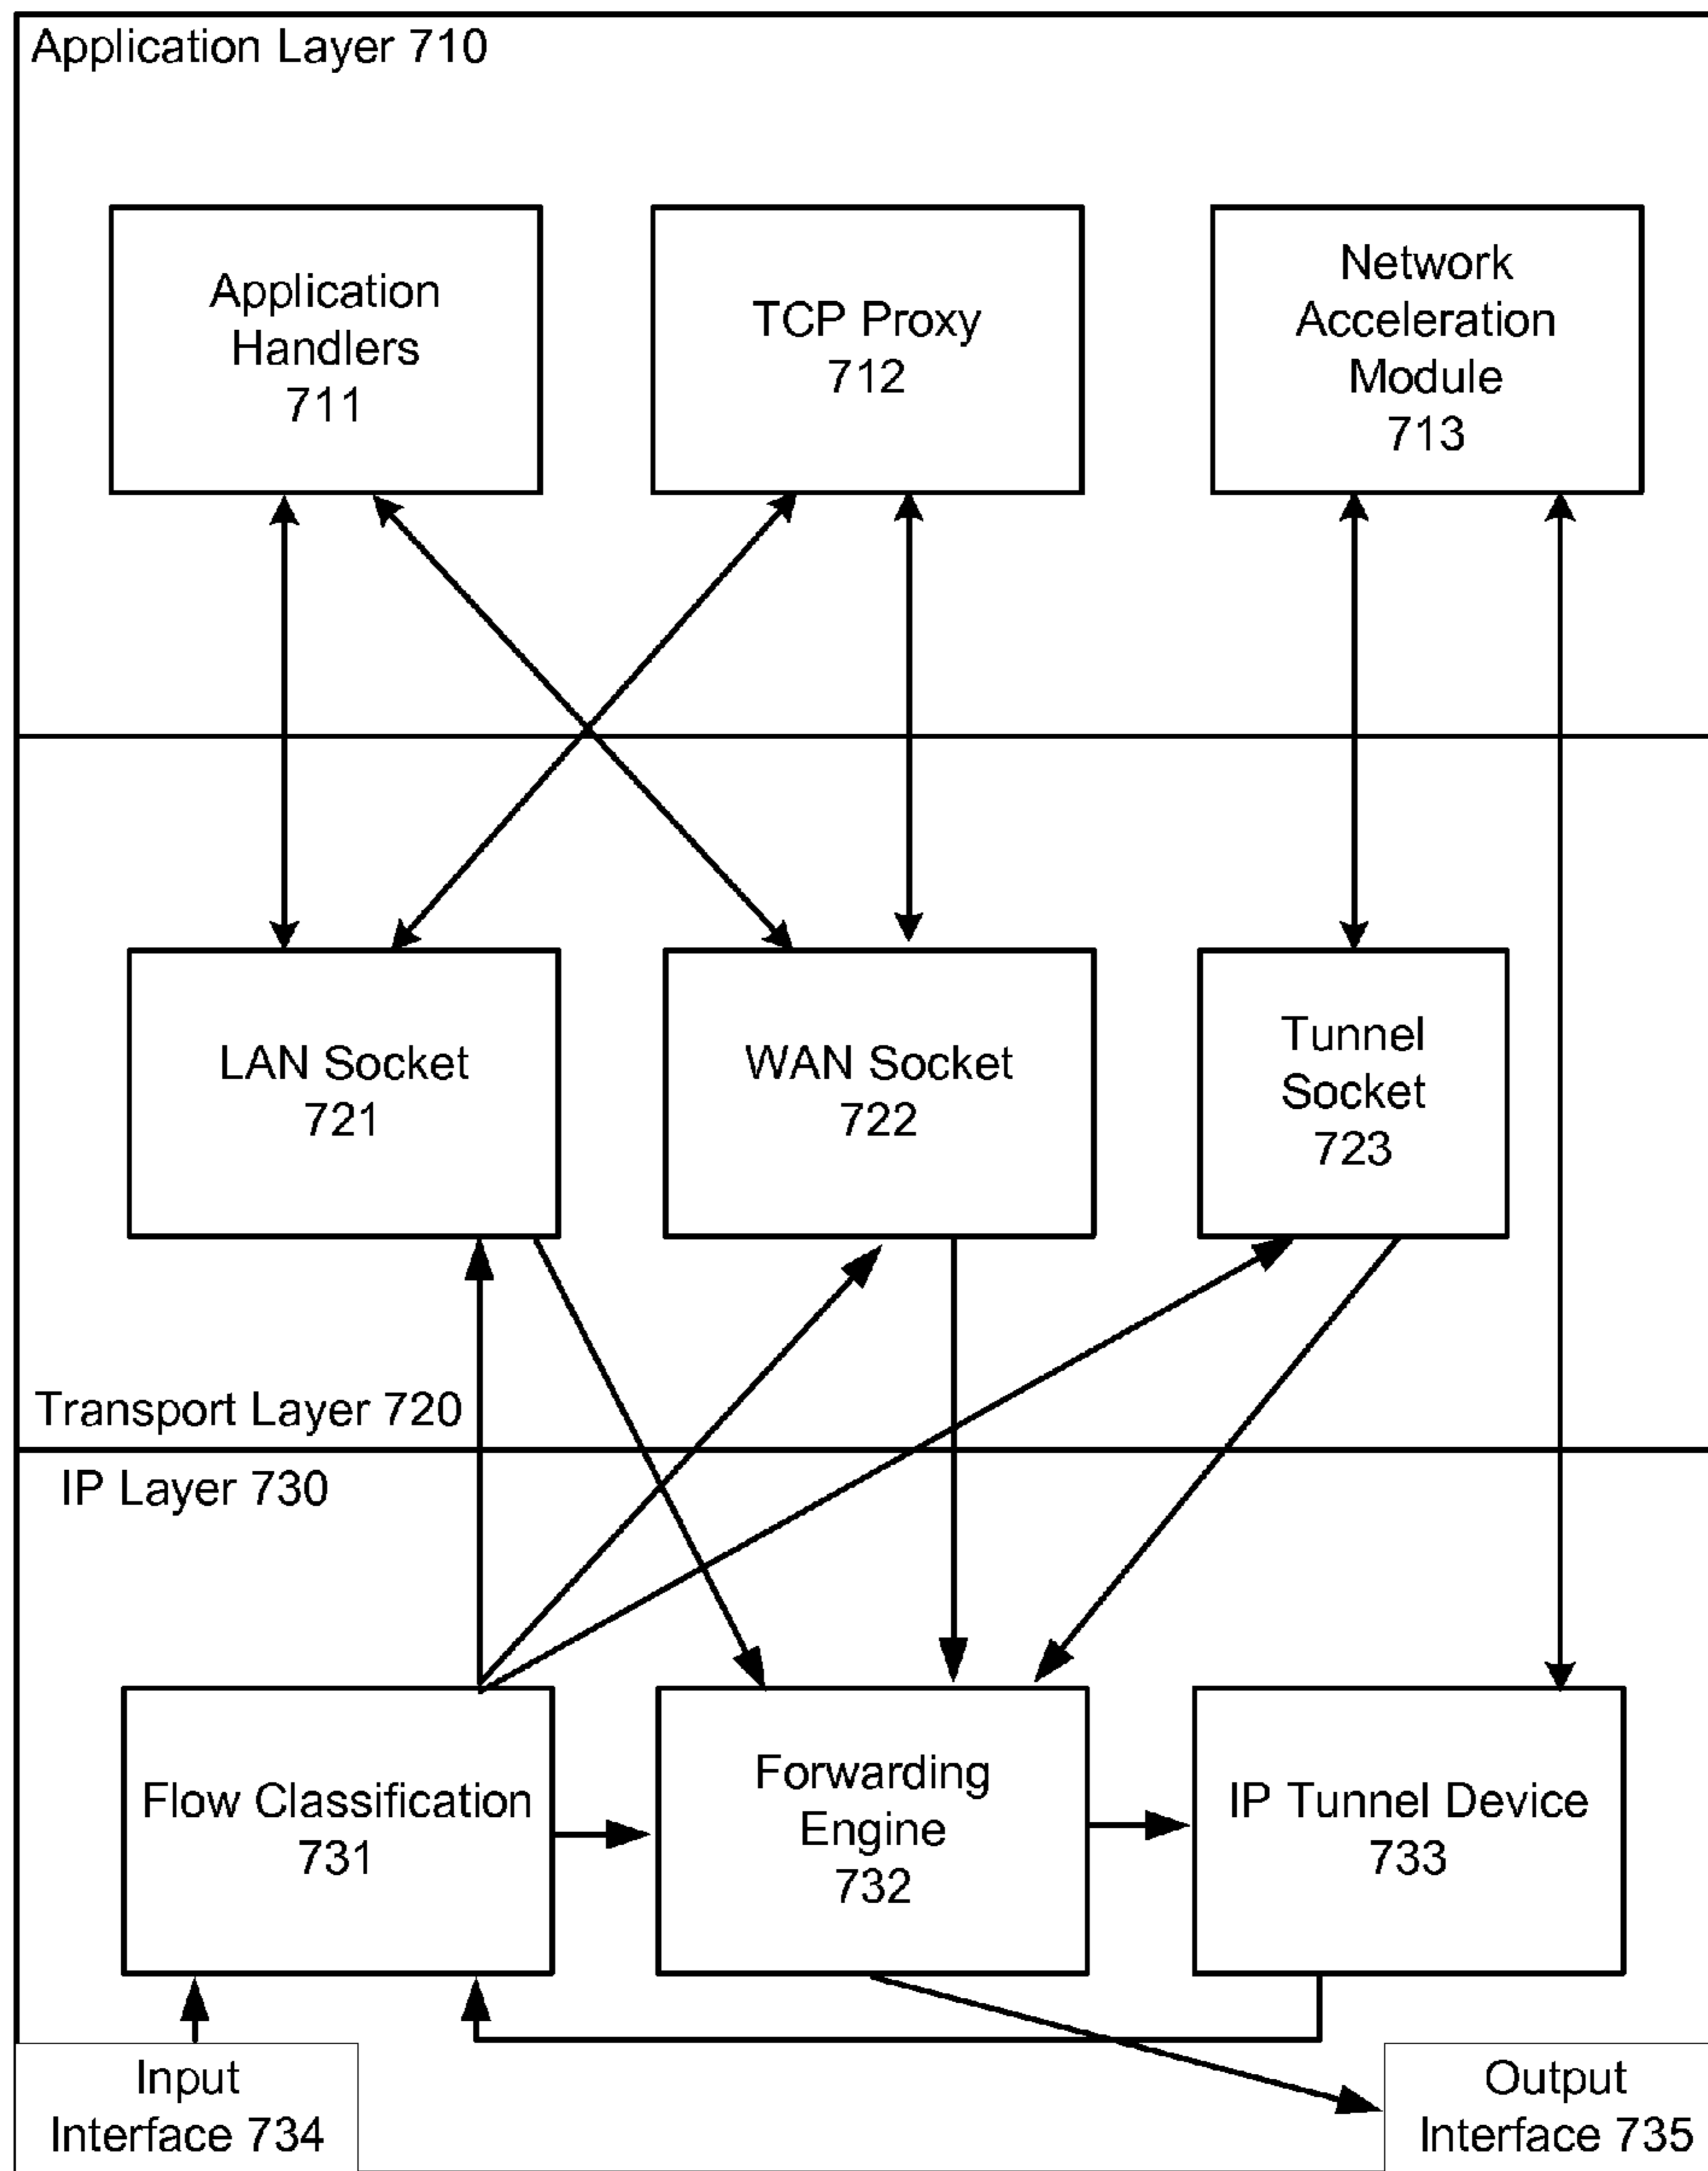 Application Layer 710
Application
Handlers
711
TCP Proxy
712
Network
Acceleration
Module
713
LAN Socket
721
WAN Socket
722
Tunnel
Socket
723
Transport Layer 720
IP Layer 730
Flow Classification
731
Forwarding
Engine
732
IP Tunnel Device
733
Input
Interface 734
Output
Interface 735